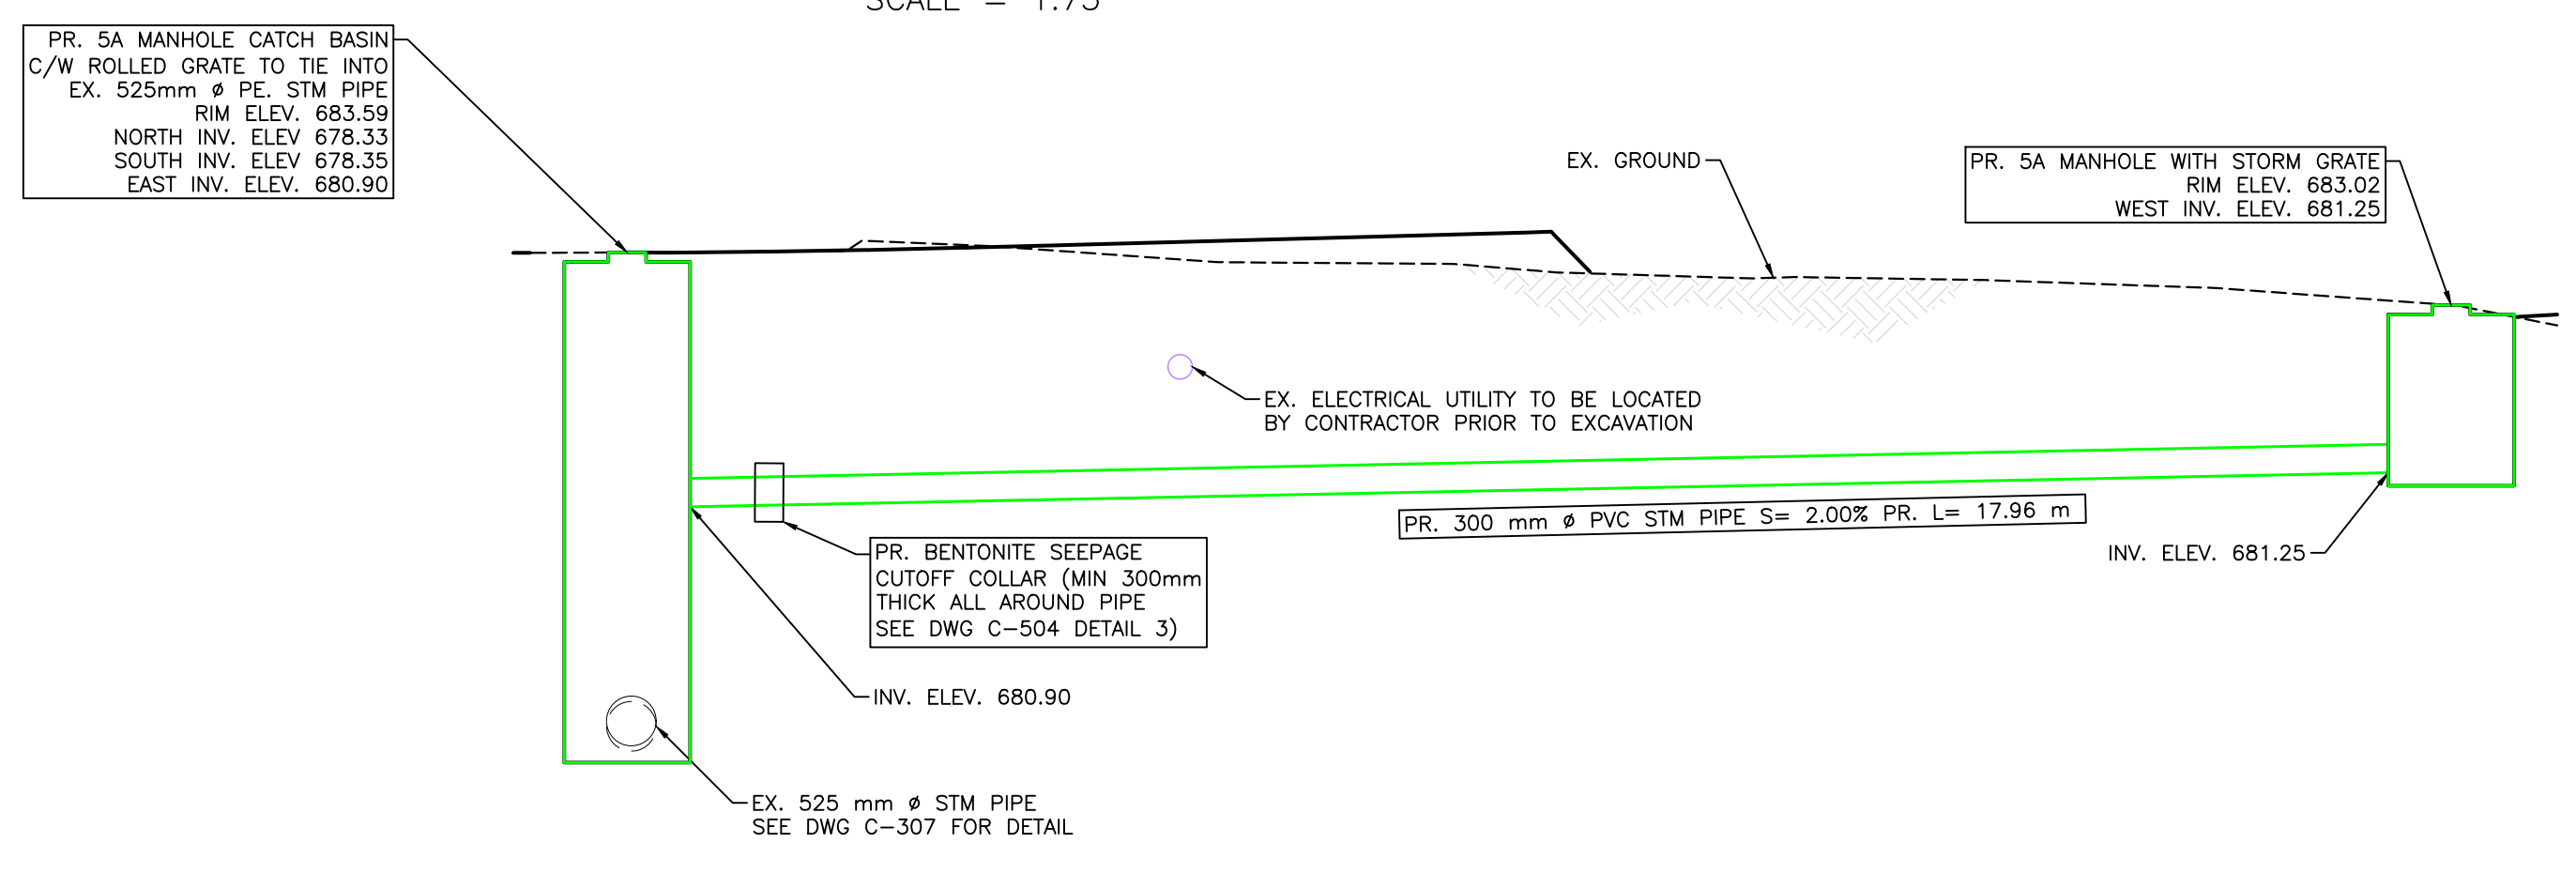 SCALE = 1:75
PR. 5A MANHOLE CATCH BASIN
C/W ROLLED GRATE TO TIE INTO
EX. 525mm ø PE. STM PIPE
RIM ELEV. 683.59
NORTH INV. ELEV 678.33
SOUTH INV. ELEV 678.35
EAST INV. ELEV. 680.90
EX. GROUND
PR. 5A MANHOLE WITH STORM GRATE
RIM ELEV. 683.02
WEST INV. ELEV. 681.25
EX. ELECTRICAL UTILITY TO BE LOCATED
BY CONTRACTOR PRIOR TO EXCAVATION
PR. 300 mm ø PVC STM PIPE S= 2.00% PR. L= 17.96 m
INV. ELEV. 681.25
PR. BENTONITE SEEPAGE
CUTOFF COLLAR (MIN 300mm
THICK ALL AROUND PIPE
SEE DWG C-504 DETAIL 3)
INV. ELEV. 680.90
EX. 525 mm ø STM PIPE
SEE DWG C-307 FOR DETAIL